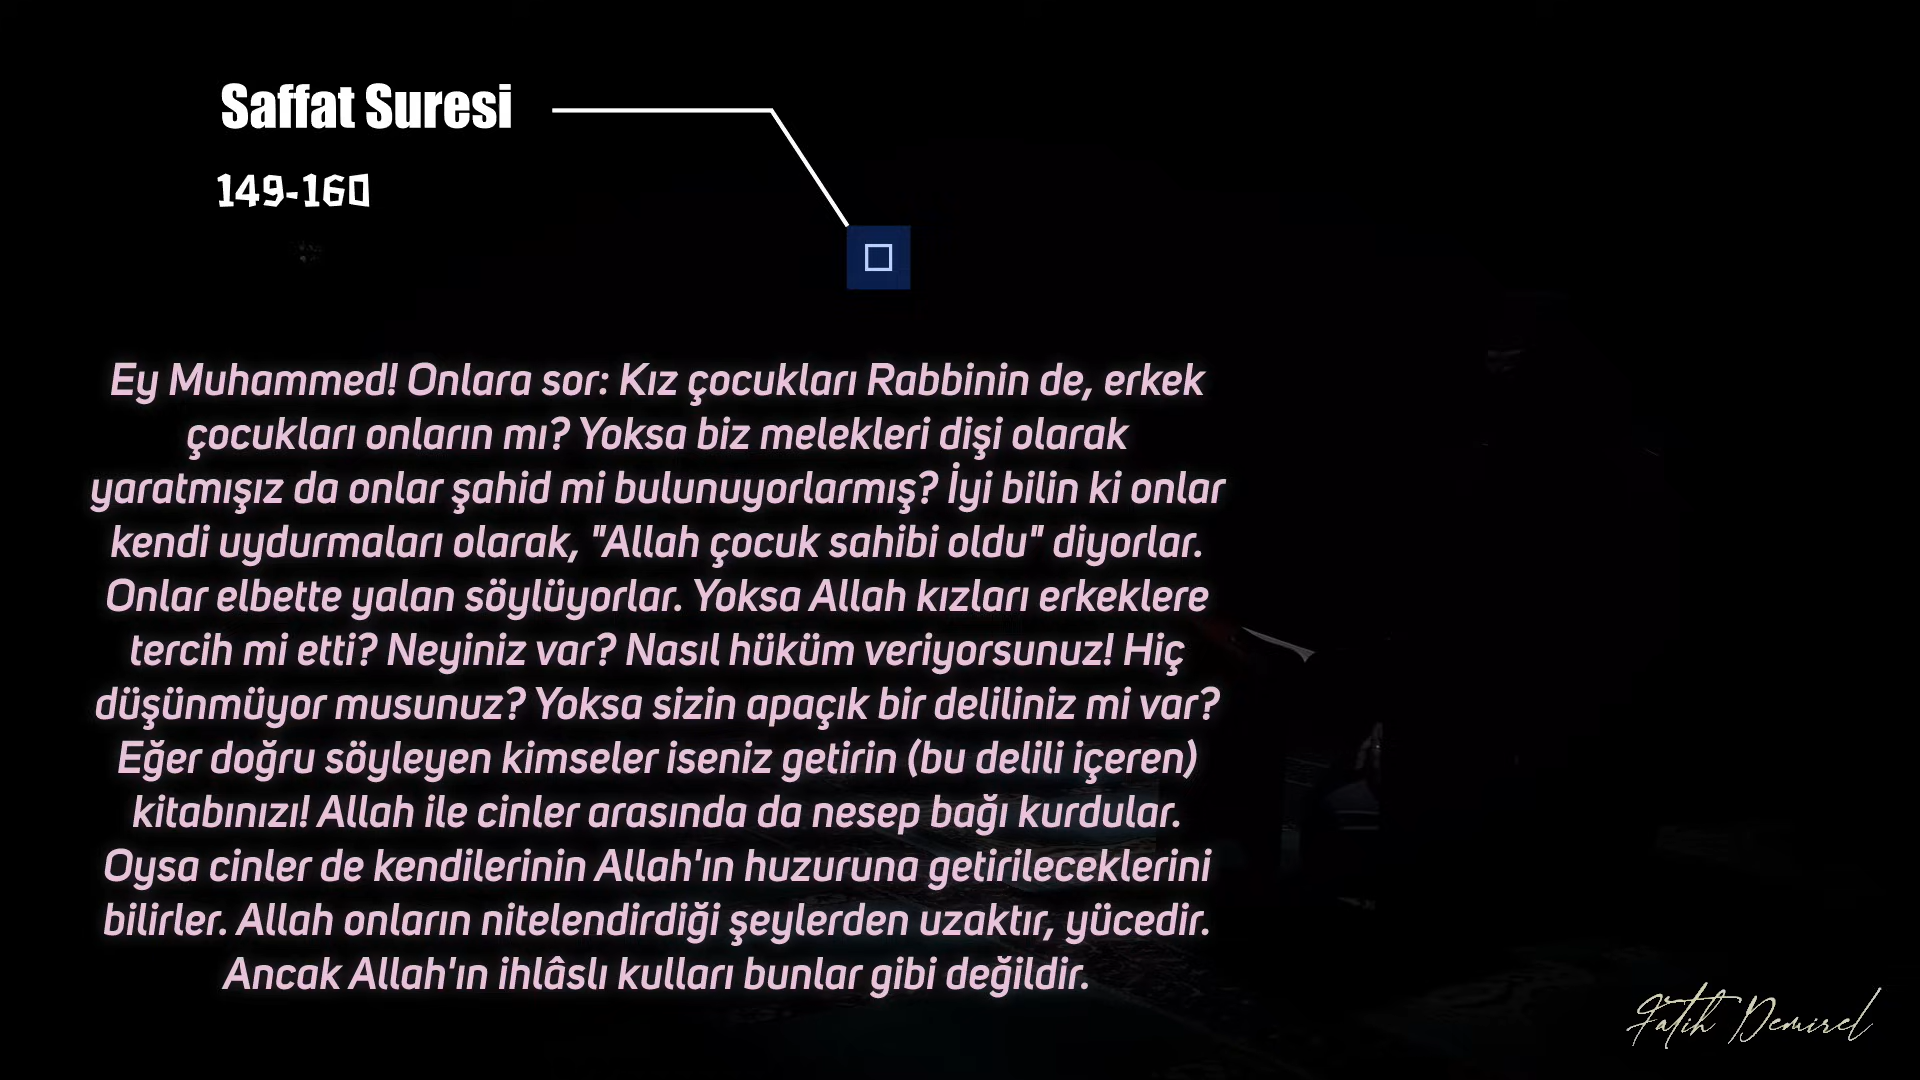 Saffat Suresi
149-160
Ey Muhammed! Onlara sor: Kız çocukları Rabbinin de, erkek
çocukları onların mı? Yoksa biz melekleri dişi olarak
yaratmışız da onlar şahid mi bulunuyorlarmış? İyi bilin ki onlar
kendi uydurmaları olarak, "Allah çocuk sahibi oldu" diyorlar.
Onlar elbette yalan söylüyorlar. Yoksa Allah kızları erkeklere
tercih mi etti? Neyiniz var? Nasıl hüküm veriyorsunuz! Hiç
düşünmüyor musunuz? Yoksa sizin apaçık bir deliliniz mi var?
Eğer doğru söyleyen kimseler iseniz getirin (bu delili içeren)
kitabınızı! Allah ile cinler arasında da nesep bağı kurdular.
Oysa cinler de kendilerinin Allah'ın huzuruna getirileceklerini
bilirler. Allah onların nitelendirdiği şeylerden uzaktır, yücedir.
Ancak Allah'ın ihlâslı kulları bunlar gibi değildir.
Fatih Demirel